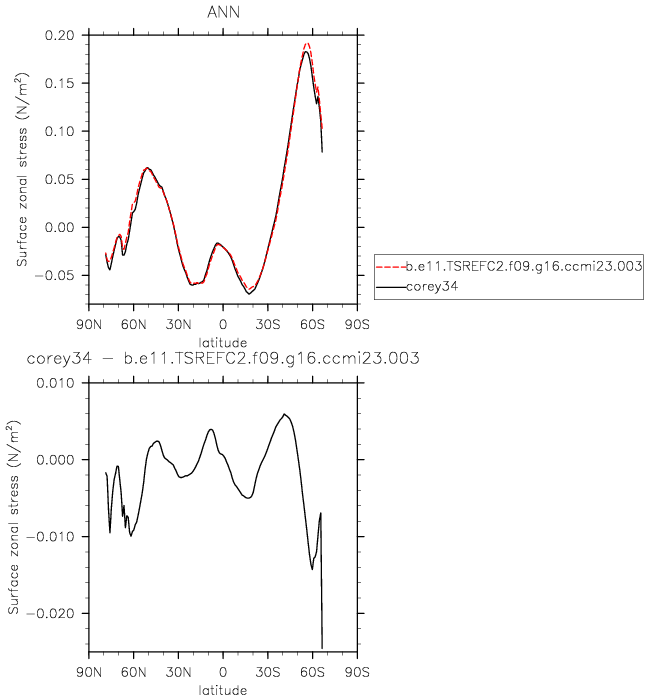 ANN
0.20
0.15
0.10
0.05
0.00
−0.05
Surface zonal stress (N/m²)
90N 60N 30N 0 30S 60S 90S
latitude
b.e11.TSREFC2.f09.g16.ccmi23.003
corey34
corey34 − b.e11.TSREFC2.f09.g16.ccmi23.003
0.010
0.000
−0.010
−0.020
Surface zonal stress (N/m²)
90N 60N 30N 0 30S 60S 90S
latitude